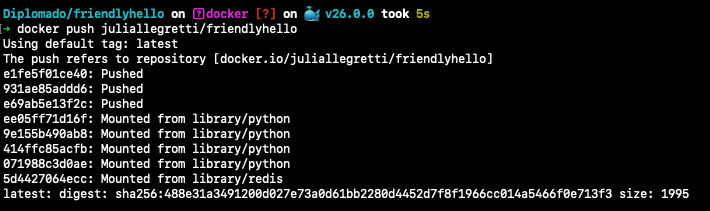 Diplomado/friendlyhello on docker [?] on 🐳 v26.0.0 took 5s
→ docker push juliallegretti/friendlyhello
Using default tag: latest
The push refers to repository [docker.io/juliallegretti/friendlyhello]
e1fe5f01ce40: Pushed
931ae85addd6: Pushed
e69ab5e13f2c: Pushed
ee05ff71d16f: Mounted from library/python
9e155b490ab8: Mounted from library/python
414ffc85acfb: Mounted from library/python
071988c3d0ae: Mounted from library/python
5d4427064ecc: Mounted from library/redis
latest: digest: sha256:488e31a3491200d027e73a0d61bb2280d4452d7f8f1966cc014a5466f0e713f3 size: 1995